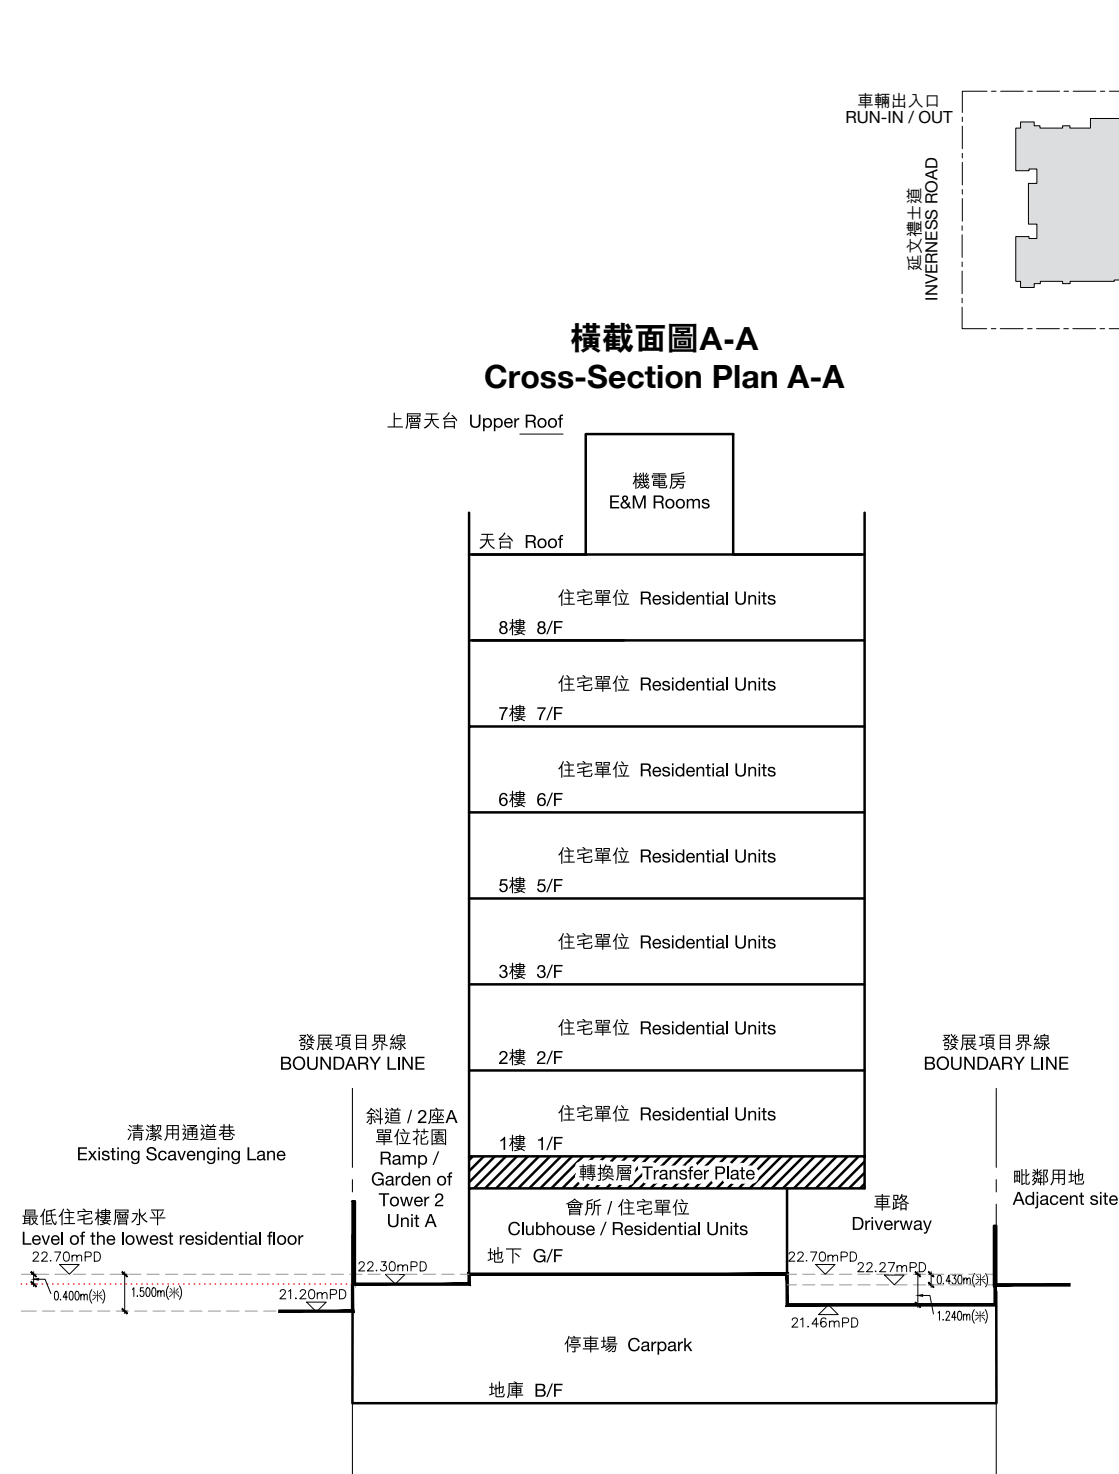 車輛出入口
RUN-IN / OUT
延文禮士道
INVERNESS ROAD
橫截面圖A-A
Cross-Section Plan A-A
上層天台 Upper Roof
機電房
E&M Rooms
天台 Roof
住宅單位 Residential Units
8樓 8/F
住宅單位 Residential Units
7樓 7/F
住宅單位 Residential Units
6樓 6/F
住宅單位 Residential Units
5樓 5/F
住宅單位 Residential Units
3樓 3/F
住宅單位 Residential Units
2樓 2/F
住宅單位 Residential Units
1樓 1/F
轉換層 Transfer Plate
發展項目界線
BOUNDARY LINE
發展項目界線
BOUNDARY LINE
清潔用通道巷
Existing Scavenging Lane
斜道 / 2座A
單位花園
Ramp /
Garden of
Tower 2
Unit A
會所 / 住宅單位
Clubhouse / Residential Units
地下 G/F
車路
Driverway
毗鄰用地
Adjacent site
最低住宅樓層水平
Level of the lowest residential floor
22.70mPD
0.400m(米)
1.500m(米)
21.20mPD
22.30mPD
22.70mPD
22.27mPD
0.430m(米)
1.240m(米)
21.46mPD
停車場 Carpark
地庫 B/F